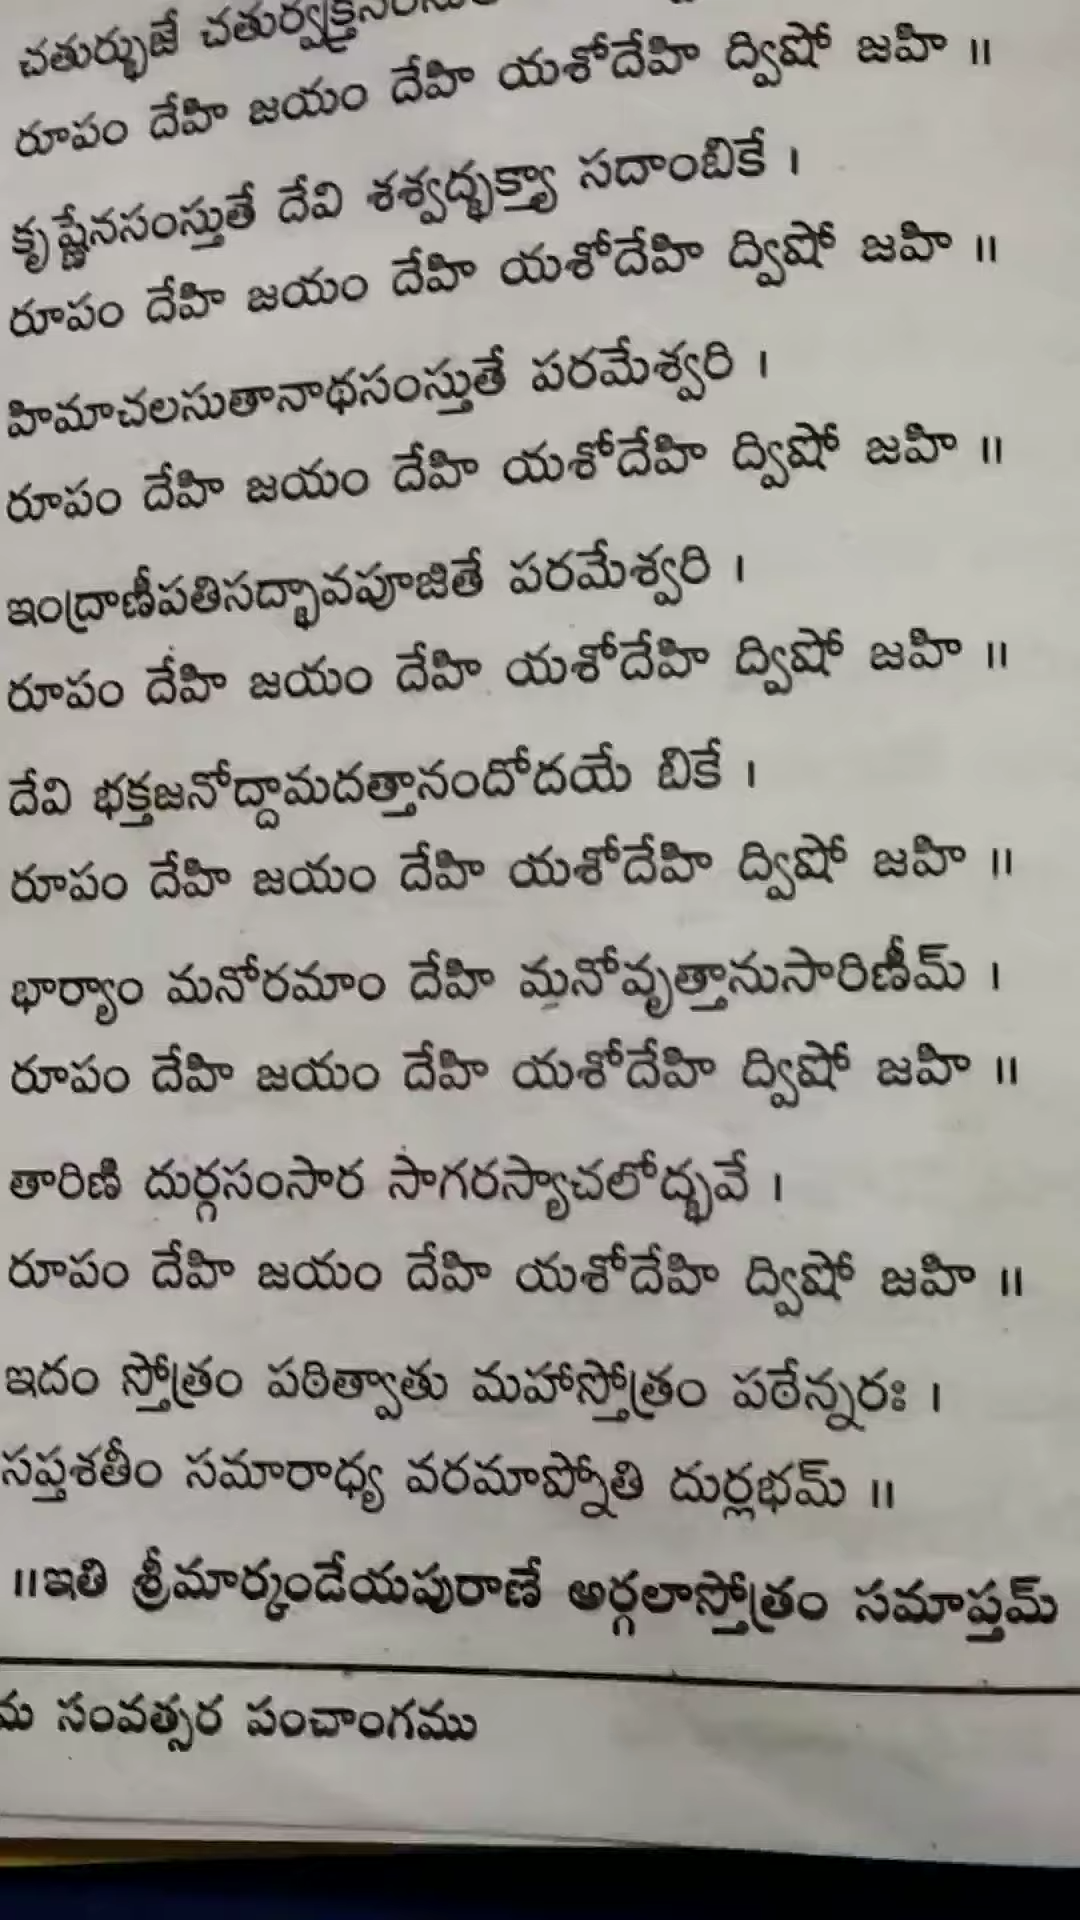 చతుర్భుజే
రూపం దేహి జయం దేహి యశోదేహి ద్విషో జహి ॥
కృష్ణేనసంస్తుతే దేవి శశ్వద్భక్త్యా సదాంబికే ।
రూపం దేహి జయం దేహి యశోదేహి ద్విషో జహి ॥
హిమాచలసుతానాథసంస్తుతే పరమేశ్వరి ।
రూపం దేహి జయం దేహి యశోదేహి ద్విషో జహి ॥
ఇంద్రాణీపతిసద్భావపూజితే పరమేశ్వరి ।
రూపం దేహి జయం దేహి యశోదేహి ద్విషో జహి ॥
దేవి భక్తజనోద్దామదత్తానందోదయే బికే ।
రూపం దేహి జయం దేహి యశోదేహి ద్విషో జహి ॥
భార్యాం మనోరమాం దేహి మనోవృత్తానుసారిణీమ్ ।
రూపం దేహి జయం దేహి యశోదేహి ద్విషో జహి ॥
తారిణి దుర్గసంసార సాగరస్యాచలోద్భవే ।
రూపం దేహి జయం దేహి యశోదేహి ద్విషో జహి ॥
ఇదం స్తోత్రం పఠిత్వాతు మహాస్తోత్రం పఠేన్నరః ।
సప్తశతీం సమారాధ్య వరమాప్నోతి దుర్లభమ్ ॥
॥ఇతి శ్రీమార్కండేయపురాణే అర్గలాస్తోత్రం సమాప్తమ్
సంవత్సర పంచాంగము